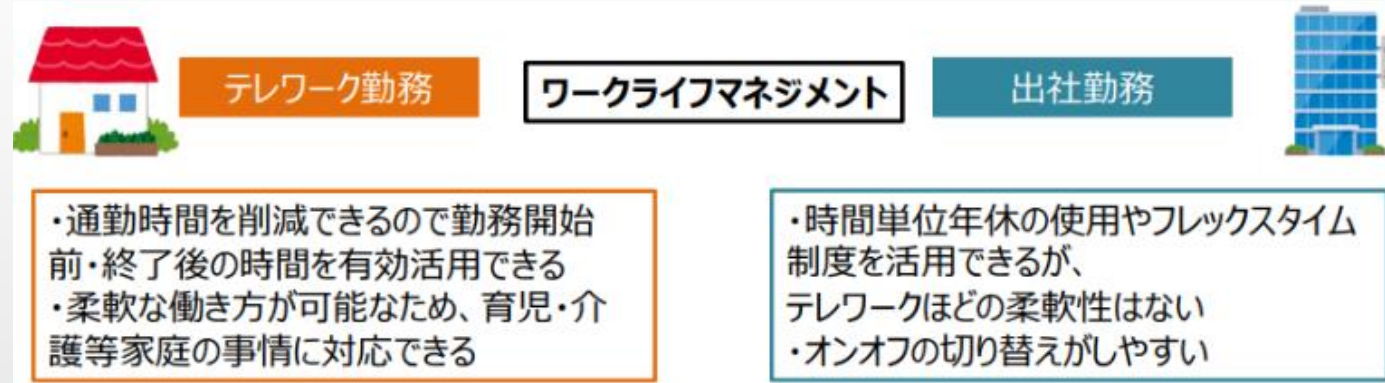 テレワーク勤務
ワークライフマネジメント
出社勤務
・通勤時間を削減できるので勤務開始
前・終了後の時間を有効活用できる
・柔軟な働き方が可能なため、育児・介
護等家庭の事情に対応できる
・時間単位年休の使用やフレックスタイム
制度を活用できるが、
テレワークほどの柔軟性はない
・オンオフの切り替えがしやすい